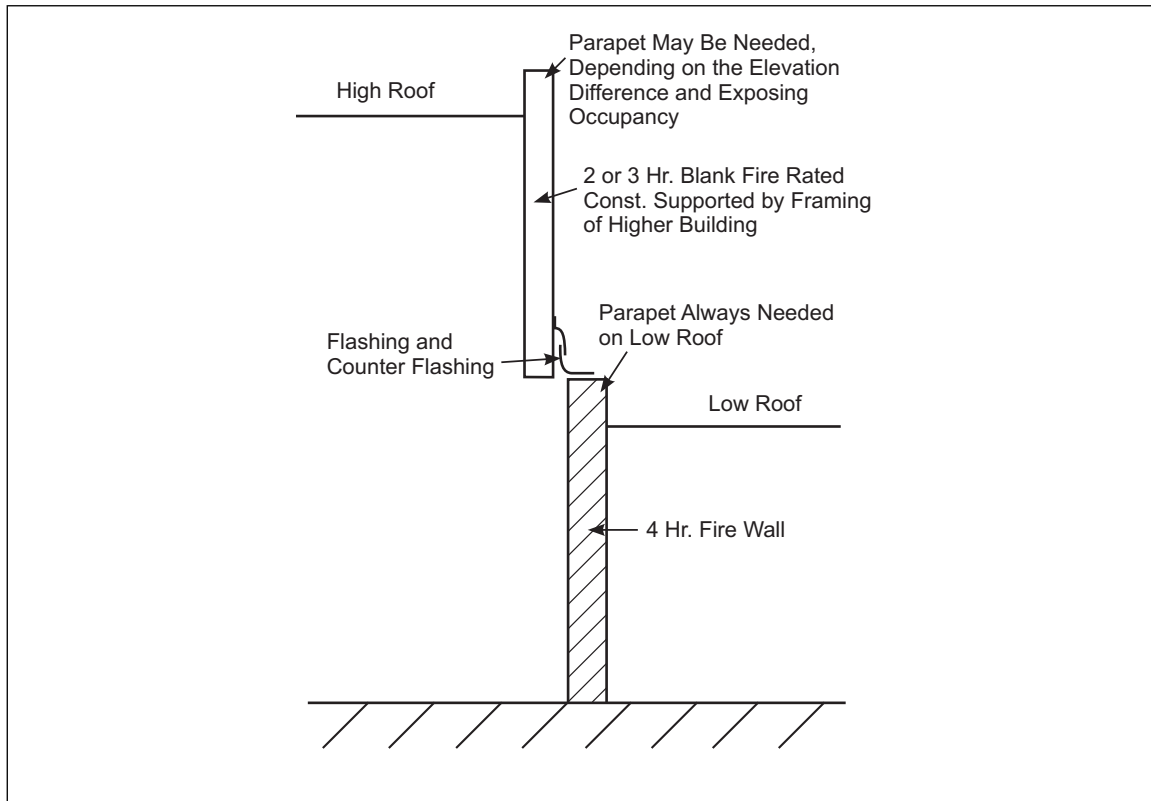 Parapet May Be Needed,
Depending on the Elevation
Difference and Exposing
Occupancy
High Roof
2 or 3 Hr. Blank Fire Rated
Const. Supported by Framing
of Higher Building
Parapet Always Needed
on Low Roof
Flashing and
Counter Flashing
Low Roof
4 Hr. Fire Wall